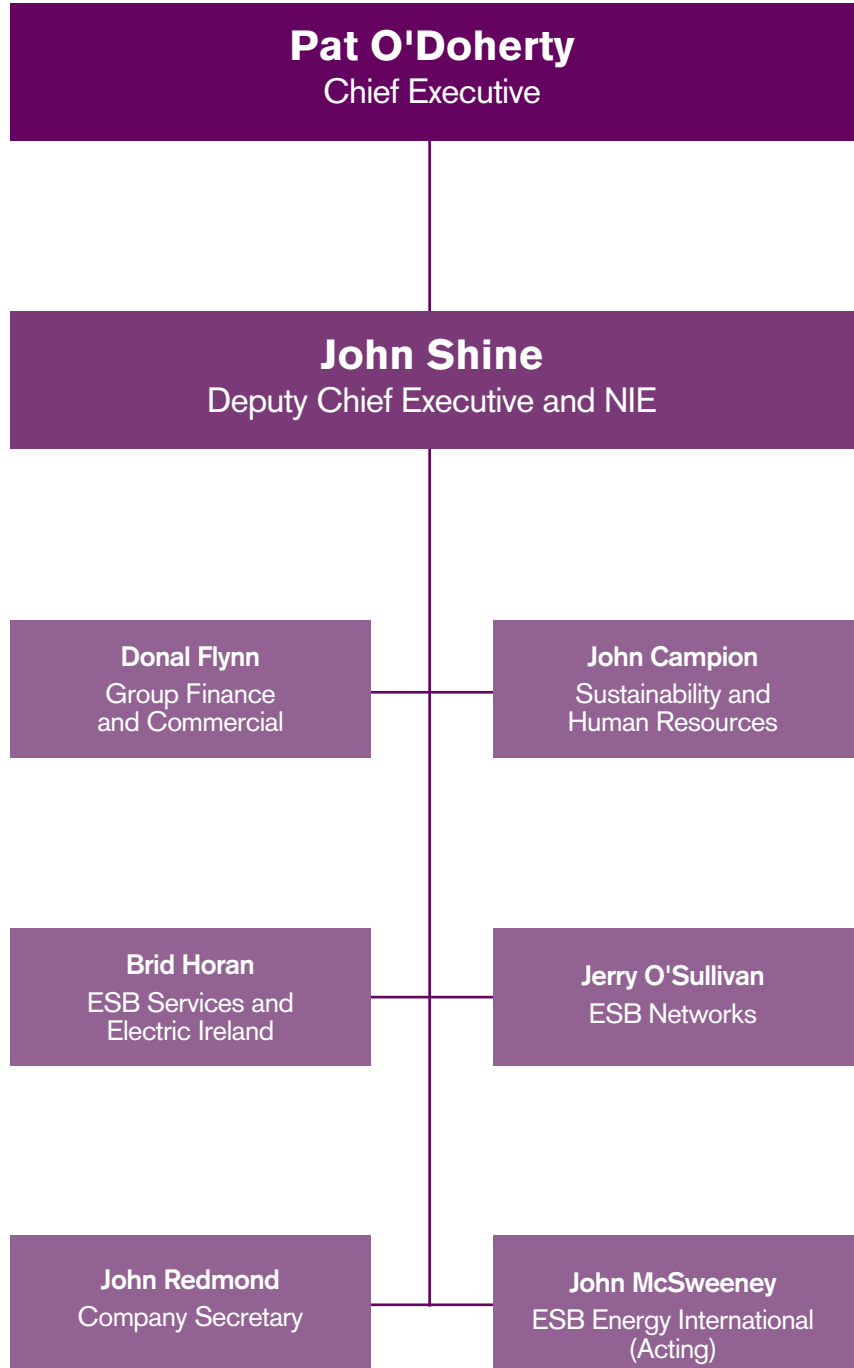 Pat O'Doherty
Chief Executive
John Shine
Deputy Chief Executive and NIE
Donal Flynn
Group Finance
and Commercial
John Campion
Sustainability and
Human Resources
Brid Horan
ESB Services and
Electric Ireland
Jerry O'Sullivan
ESB Networks
John Redmond
Company Secretary
John McSweeney
ESB Energy International
(Acting)